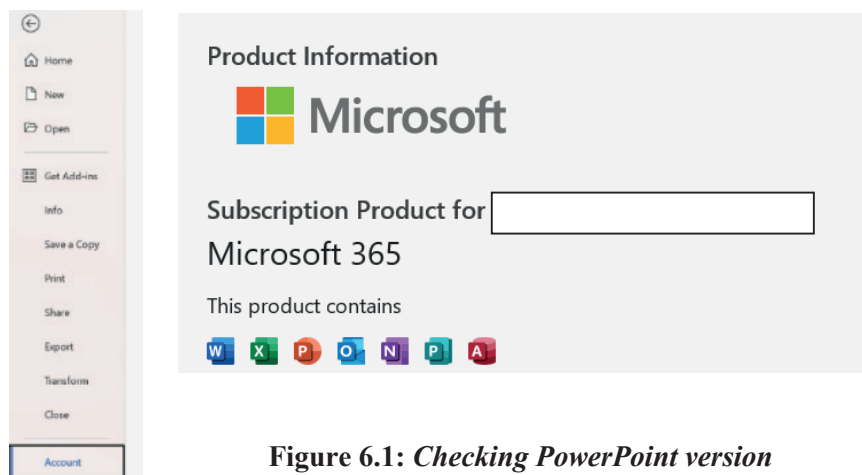 Home
New
Open
Get Add-ins
Info
Save a Copy
Print
Share
Export
Transform
Close
Account
Product Information
Microsoft
Subscription Product for
Microsoft 365
This product contains
W X P O N P A
Figure 6.1: Checking PowerPoint version